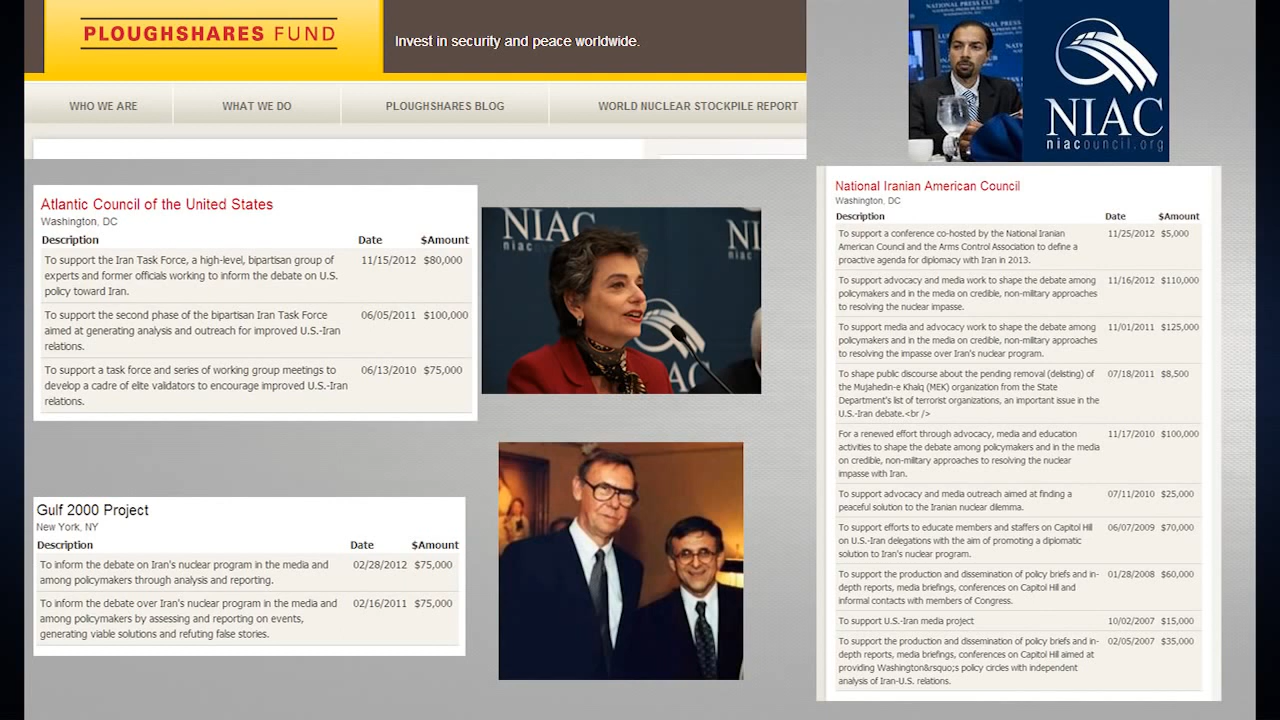 PLOUGHSHARES FUND
Invest in security and peace worldwide.
WHO WE ARE
WHAT WE DO
PLOUGHSHARES BLOG
WORLD NUCLEAR STOCKPILE REPORT
Atlantic Council of the United States
Washington, DC
Description Date $Amount
To support the Iran Task Force, a high-level, bipartisan group of 11/15/2012 $80,000
experts and former officials working to inform the debate on U.S.
policy toward Iran.
To support the second phase of the bipartisan Iran Task Force 06/05/2011 $100,000
aimed at generating analysis and outreach for improved U.S.-Iran
relations.
To support a task force and series of working group meetings to 06/13/2010 $75,000
develop a cadre of elite validators to encourage improved U.S.-Iran
relations.
Gulf 2000 Project
New York, NY
Description Date $Amount
To inform the debate on Iran's nuclear program in the media and 02/28/2012 $75,000
among policymakers through analysis and reporting.
To inform the debate over Iran's nuclear program in the media and 02/16/2011 $75,000
among policymakers by assessing and reporting on events,
generating viable solutions and refuting false stories.
NIAC
niac
NI
AC
NATIONAL PRESS CLUB
NIAC
niacouncil.org
National Iranian American Council
Washington, DC
Description Date $Amount
To support a conference co-hosted by the National Iranian 11/25/2012 $5,000
American Council and the Arms Control Association to define a
proactive agenda for diplomacy with Iran in 2013.
To support advocacy and media work to shape the debate among 11/16/2012 $110,000
policymakers and in the media on credible, non-military approaches
to resolving the nuclear impasse.
To support media and advocacy work to shape the debate among 11/01/2011 $125,000
policymakers and in the media on credible, non-military approaches
to resolving the impasse over Iran's nuclear program.
To shape public discourse about the pending removal (delisting) of 07/18/2011 $8,500
the Mujahedin-e Khalq (MEK) organization from the State
Department's list of terrorist organizations, an important issue in the
U.S.-Iran debate.<br />
For a renewed effort through advocacy, media and education 11/17/2010 $100,000
activities to shape the debate among policymakers and in the media
on credible, non-military approaches to resolving the nuclear
impasse with Iran.
To support advocacy and media outreach aimed at finding a 07/11/2010 $25,000
peaceful solution to the Iranian nuclear dilemma.
To support efforts to educate members and staffers on Capitol Hill 06/07/2009 $70,000
on U.S.-Iran delegations with the aim of promoting a diplomatic
solution to Iran's nuclear program.
To support the production and dissemination of policy briefs and in- 01/28/2008 $60,000
depth reports, media briefings, conferences on Capitol Hill and
informal contacts with members of Congress.
To support U.S.-Iran media project 10/02/2007 $15,000
To support the production and dissemination of policy briefs and in- 02/05/2007 $35,000
depth reports, media briefings, conferences on Capitol Hill aimed at
providing Washington&rsquo;s policy circles with independent
analysis of Iran-U.S. relations.